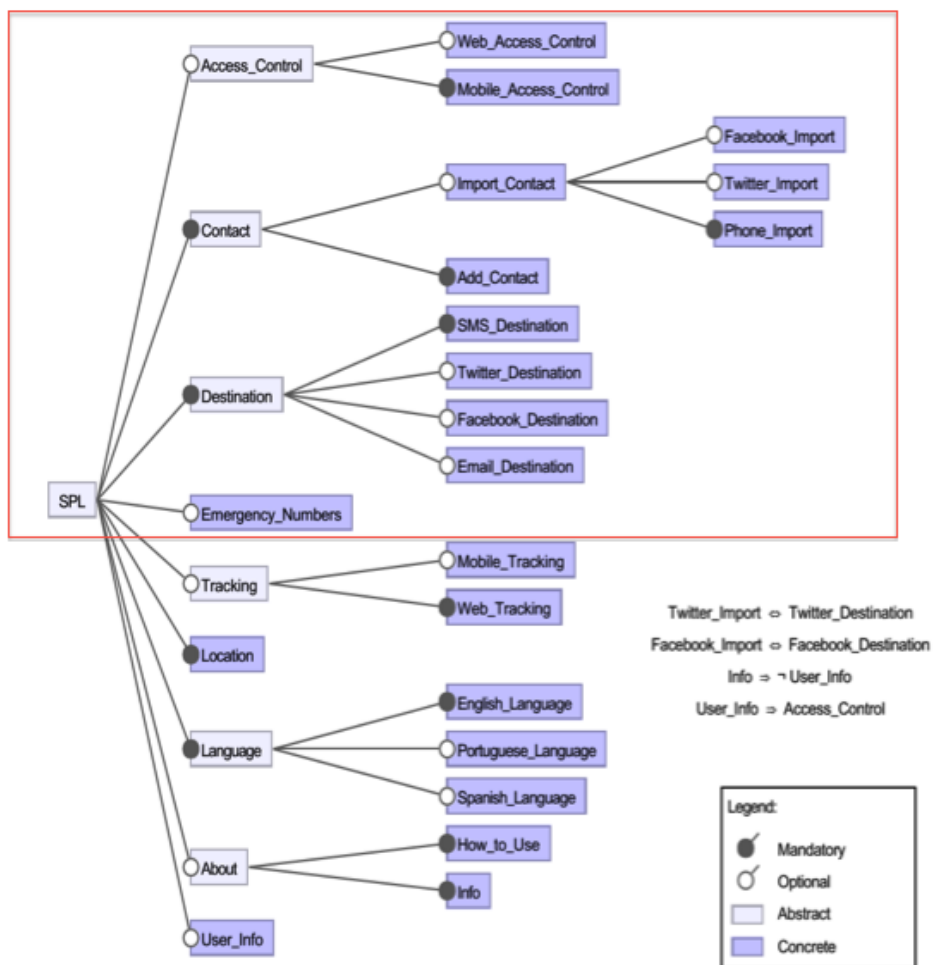 Web_Access_Control
Access_Control
Mobile_Access_Control
Facebook_Import
Import_Contact
Twitter_Import
Contact
Phone_Import
Add_Contact
SMS_Destination
Twitter_Destination
Destination
Facebook_Destination
Email_Destination
SPL
Emergency_Numbers
Mobile_Tracking
Tracking
Web_Tracking
Location
English_Language
Language
Portuguese_Language
Spanish_Language
How_to_Use
About
Info
User_Info
Twitter_Import ⇔ Twitter_Destination
Facebook_Import ⇔ Facebook_Destination
Info ⇒ ¬ User_Info
User_Info ⇒ Access_Control
Legend:
Mandatory
Optional
Abstract
Concrete